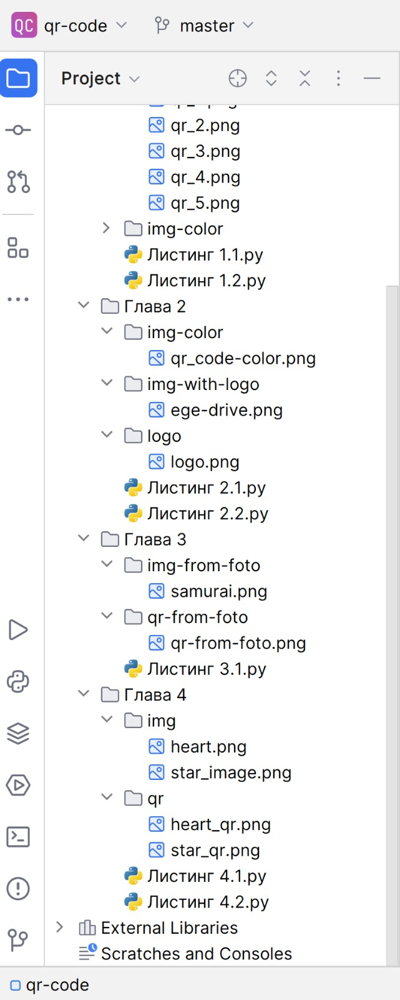 QC qr-code master
Project
qr_2.png
qr_3.png
qr_4.png
qr_5.png
img-color
Листинг 1.1.py
Листинг 1.2.py
Глава 2
img-color
qr_code-color.png
img-with-logo
ege-drive.png
logo
logo.png
Листинг 2.1.py
Листинг 2.2.py
Глава 3
img-from-foto
samurai.png
qr-from-foto
qr-from-foto.png
Листинг 3.1.py
Глава 4
img
heart.png
star_image.png
qr
heart_qr.png
star_qr.png
Листинг 4.1.py
Листинг 4.2.py
External Libraries
Scratches and Consoles
qr-code